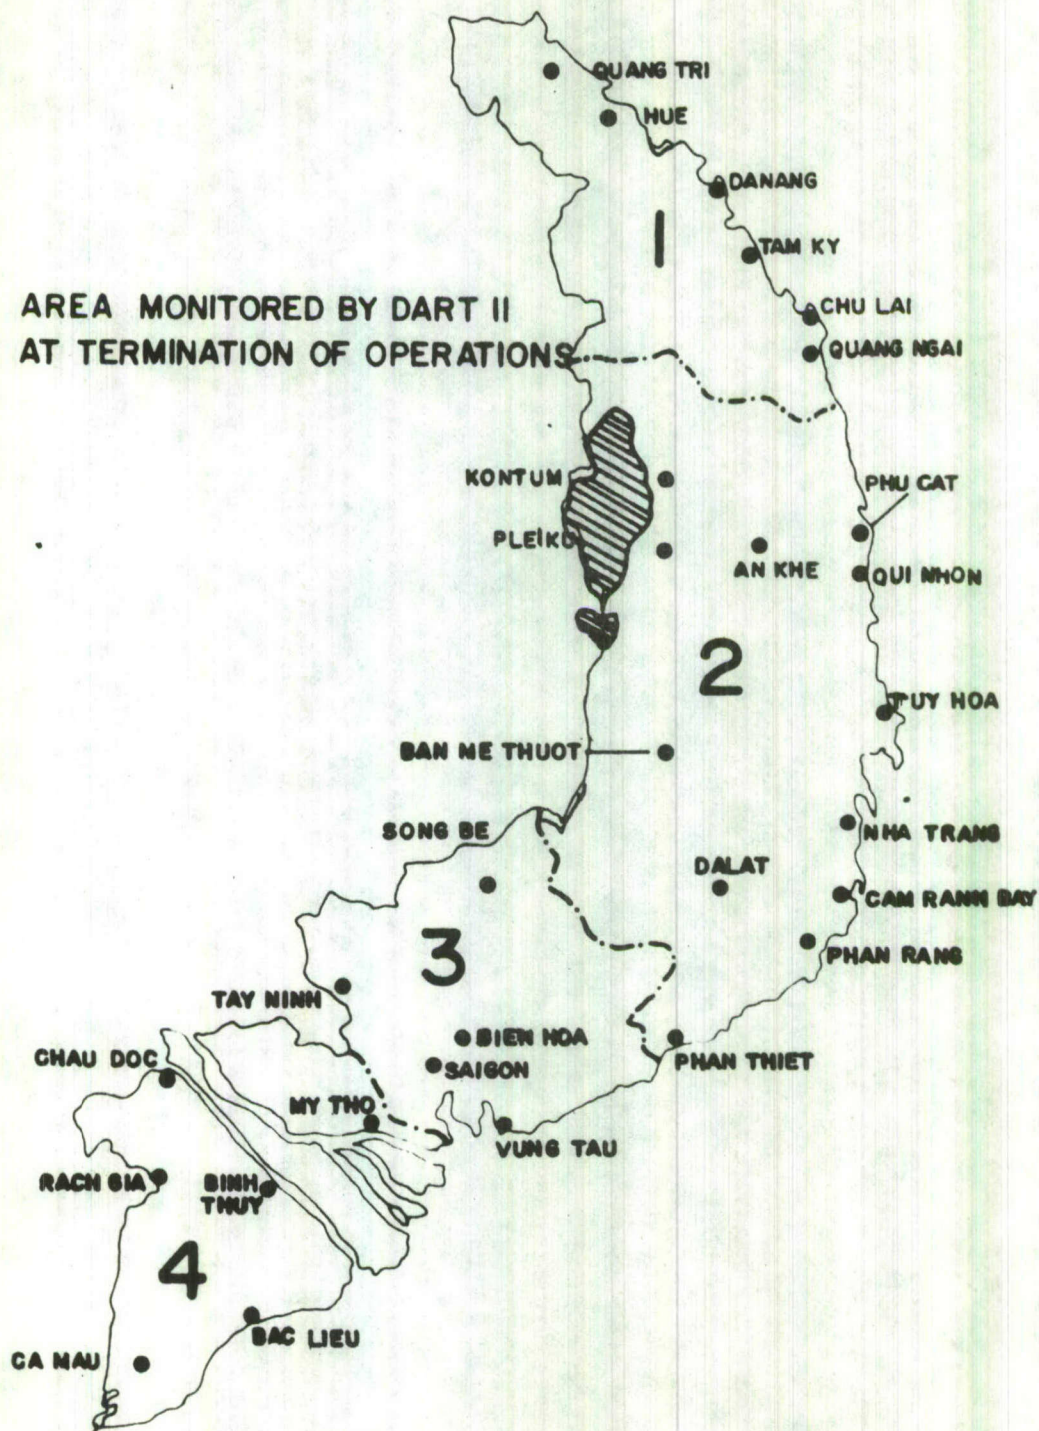 QUANG TRI
HUE
DANANG
1
TAM KY
AREA MONITORED BY DART II
AT TERMINATION OF OPERATIONS
CHU LAI
QUANG NGAI
KONTUM
PHU CAT
PLEIKU
AN KHE
QUI NHON
2
TUY HOA
BAN ME THUOT
SONG BE
NHA TRANG
DALAT
CAM RANH BAY
3
PHAN RANG
TAY NINH
BIEN HOA
CHAU DOC
SAIGON
PHAN THIET
MY THO
VUNG TAU
RACH GIA
BINH
THUY
4
BAC LIEU
CA MAU